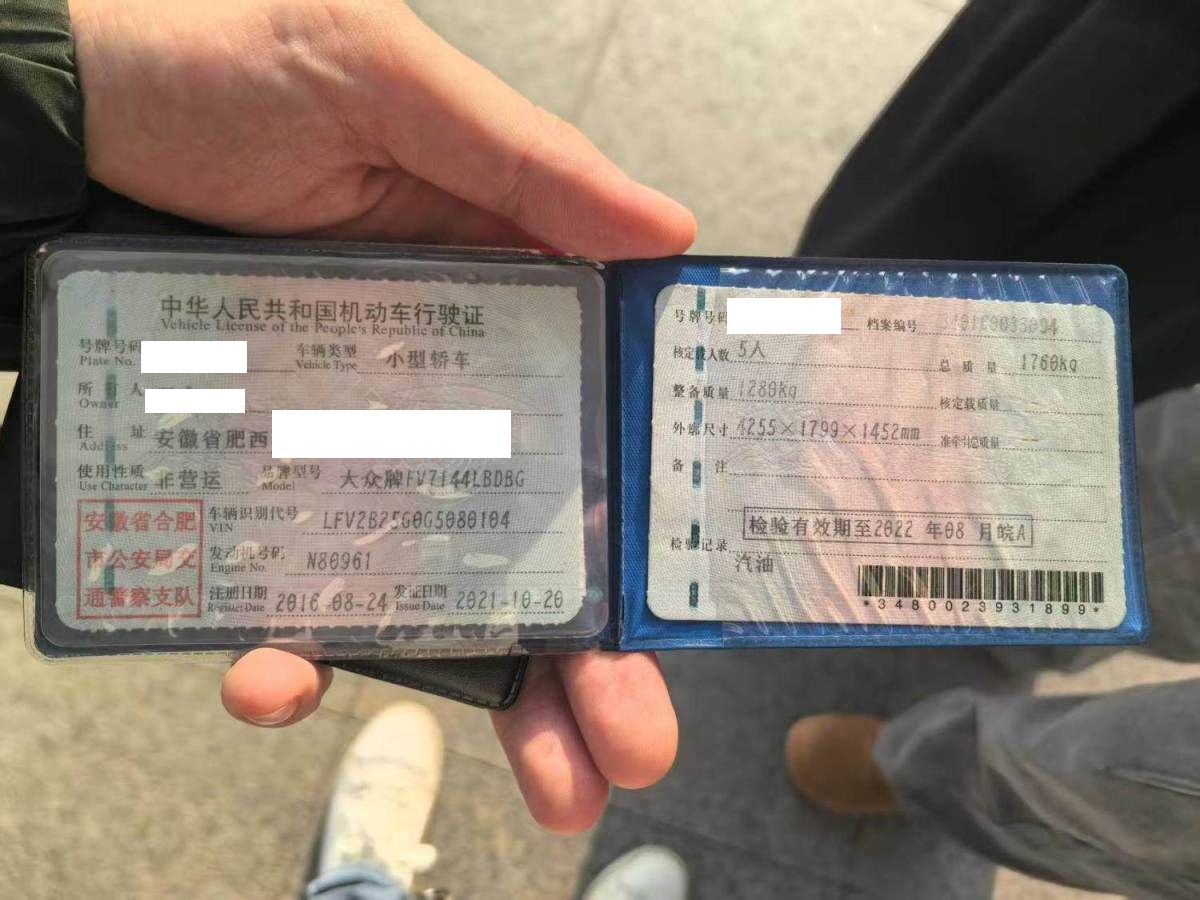 中华人民共和国机动车行驶证
Vehicle License of the People's Republic of China
号牌号码 车辆类型 小型轿车
Plate No. Vehicle Type
所有人
Owner
住址 安徽省肥西
Address
使用性质 非营运 品牌型号 大众牌FV7144LBDBG
Use Character Model
安徽省合肥
市公安局交
通警察支队
车辆识别代号 LFV2B25G0G5080104
VIN
发动机号码 N80961
Engine No.
注册日期 2016-08-24 发证日期 2021-10-20
Register Date Issue Date
号牌号码 档案编号
核定载人数 5人 总质量 1760kg
整备质量 1280kg 核定载质量
外廓尺寸 4255×1799×1452mm 准牵引总质量
备注
检验有效期至2022年08月皖A
检验记录
汽油
*3480023931899*